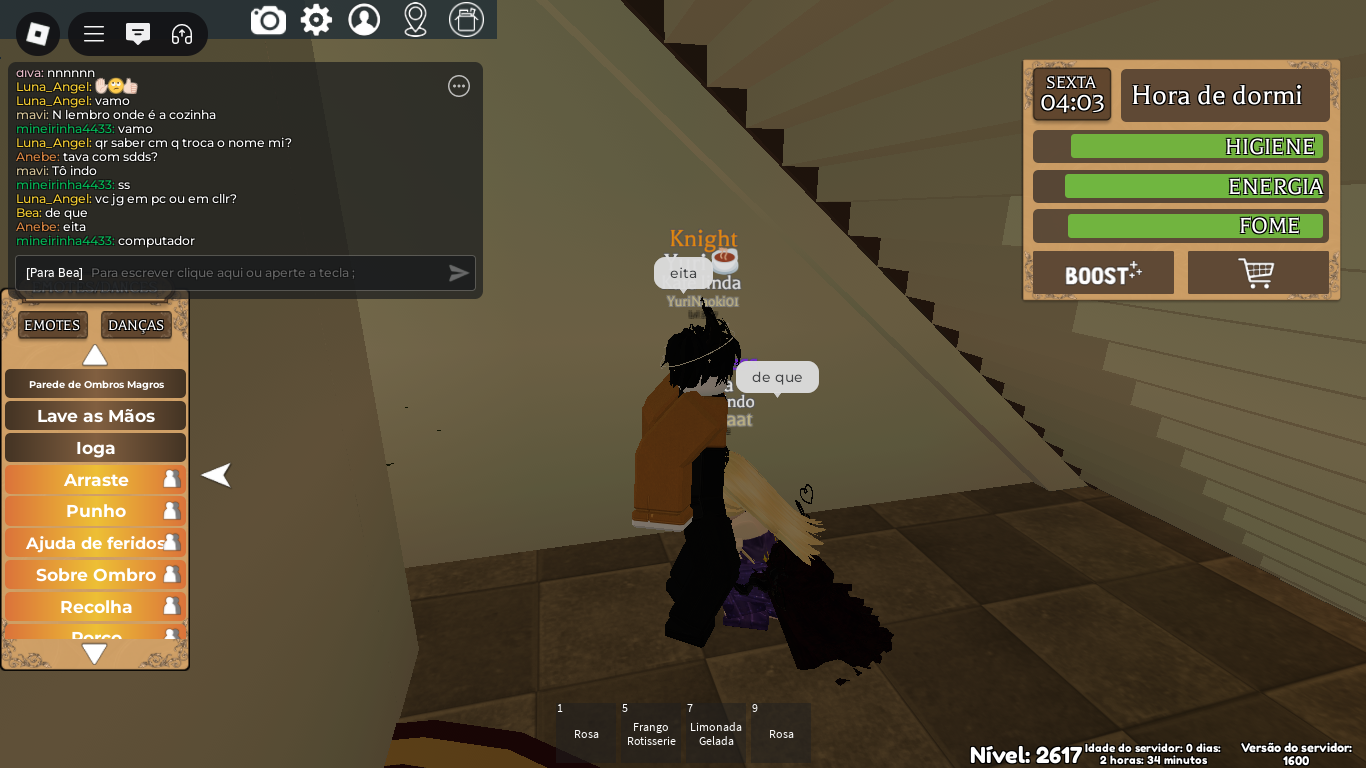 diva: nnnnnn
Luna_Angel: ✋🏻🙄👍🏻
Luna_Angel: vamo
mavi: N lembro onde é a cozinha
mineirinha4433: vamo
Luna_Angel: qr saber cm q troca o nome mi?
Anebe: tava com sdds?
mavi: Tô indo
mineirinha4433: ss
Luna_Angel: vc jg em pc ou em cllr?
Bea: de que
Anebe: eita
mineirinha4433: computador
[Para Bea] Para escrever clique aqui ou aperte a tecla ;
EMOTES
DANÇAS
Parede de Ombros Magros
Lave as Mãos
Ioga
Arraste
Punho
Ajuda de feridos
Sobre Ombro
Recolha
Porco
SEXTA
04:03
Hora de dormi
HIGIENE
ENERGIA
FOME
BOOST
Knight
eita
nda
YuriNaokio1
de que
ndo
aat
1
Rosa
5
Frango
Rotisserie
7
Limonada
Gelada
9
Rosa
Nível: 2617
Idade do servidor: 0 dias:
2 horas: 34 minutos
Versão do servidor:
1600